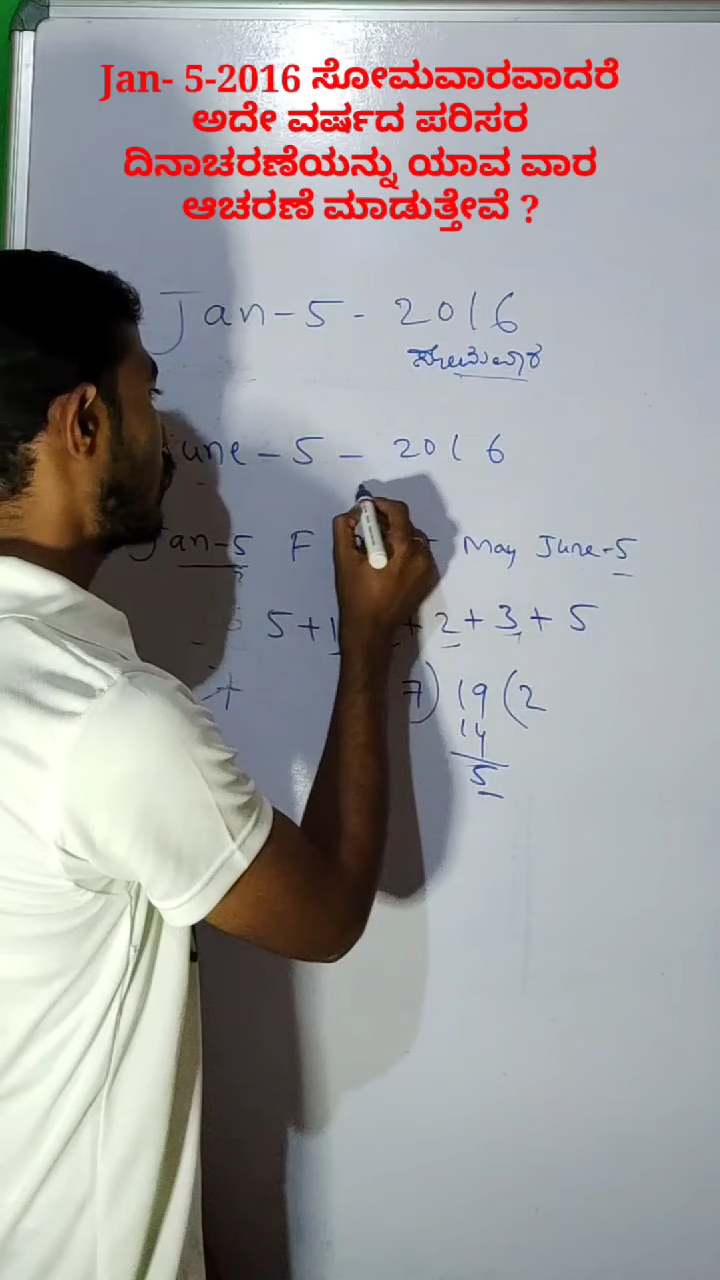 Jan- 5-2016 ಸೋಮವಾರವಾದರೆ
ಅದೇ ವರ್ಷದ ಪರಿಸರ
ದಿನಾಚರಣೆಯನ್ನು ಯಾವ ವಾರ
ಆಚರಣೆ ಮಾಡುತ್ತೇವೆ ?
Jan-5-2016
ಸೋಮವಾರ
une-5-2016
Jan-5 F May June-5
5+1 +2+3+5
7) 19 (2
14
5